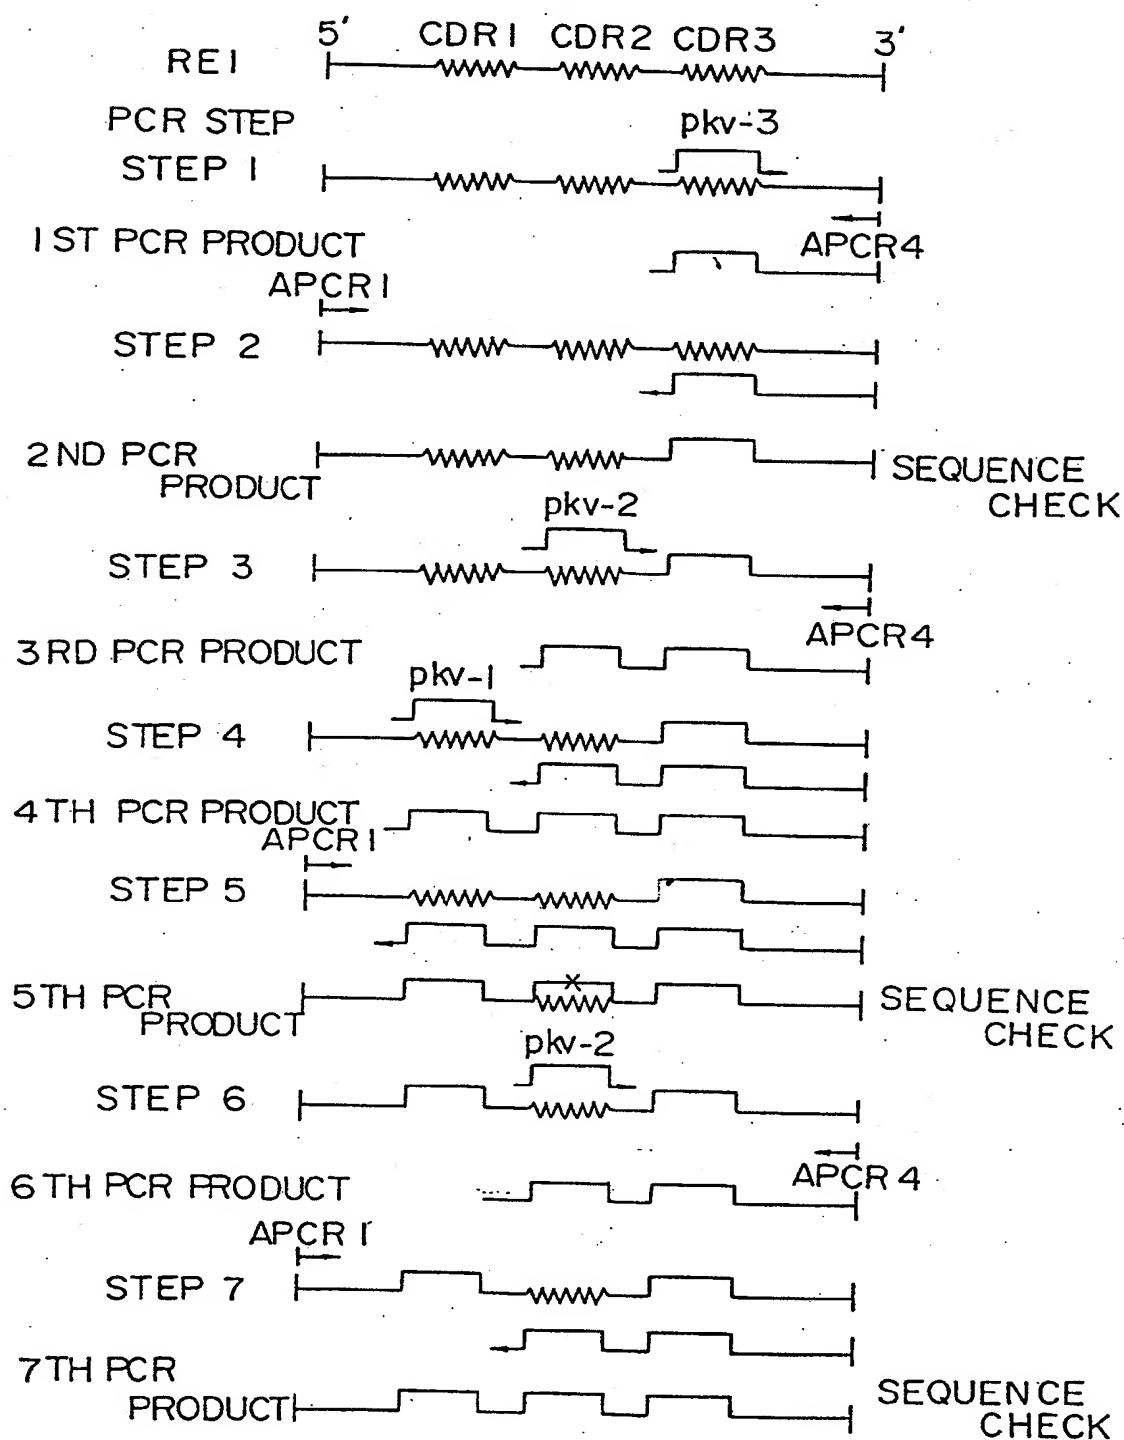 5' CDR1 CDR2 CDR3 3'
RE1
PCR STEP pkv-3
STEP 1
1ST PCR PRODUCT APCR4
APCR1
STEP 2
2ND PCR
PRODUCT
SEQUENCE
CHECK
pkv-2
STEP 3
APCR4
3RD PCR PRODUCT
pkv-1
STEP 4
4TH PCR PRODUCT
APCR1
STEP 5
x
5TH PCR
PRODUCT
SEQUENCE
CHECK
pkv-2
STEP 6
APCR4
6TH PCR PRODUCT
APCR1
STEP 7
7TH PCR
PRODUCT
SEQUENCE
CHECK